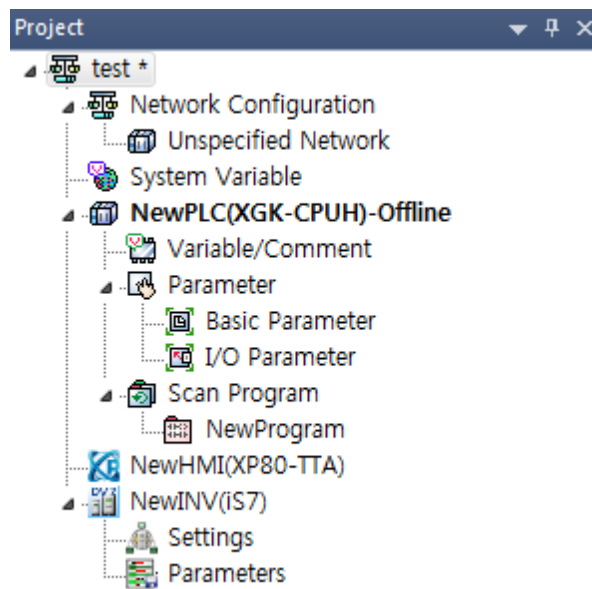 Project
test *
Network Configuration
Unspecified Network
System Variable
NewPLC(XGK-CPUH)-Offline
Variable/Comment
Parameter
Basic Parameter
I/O Parameter
Scan Program
NewProgram
NewHMI(XP80-TTA)
NewINV(iS7)
Settings
Parameters